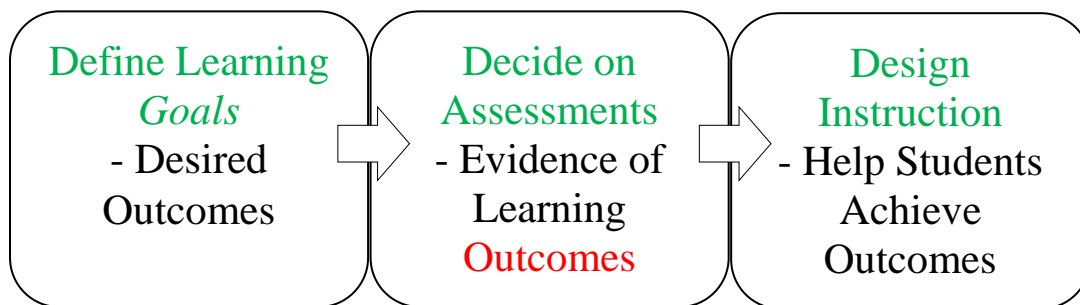 Define Learning
Goals
- Desired
Outcomes
Decide on
Assessments
- Evidence of
Learning
Outcomes
Design
Instruction
- Help Students
Achieve
Outcomes